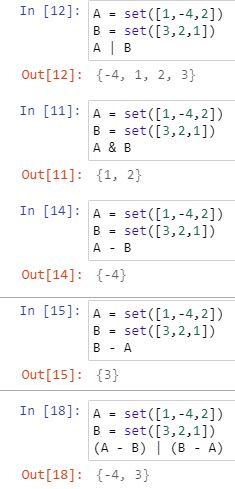 In [12]: A = set([1,-4,2])
B = set([3,2,1])
A | B
Out[12]: {-4, 1, 2, 3}
In [11]: A = set([1,-4,2])
B = set([3,2,1])
A & B
Out[11]: {1, 2}
In [14]: A = set([1,-4,2])
B = set([3,2,1])
A - B
Out[14]: {-4}
In [15]: A = set([1,-4,2])
B = set([3,2,1])
B - A
Out[15]: {3}
In [18]: A = set([1,-4,2])
B = set([3,2,1])
(A - B) | (B - A)
Out[18]: {-4, 3}